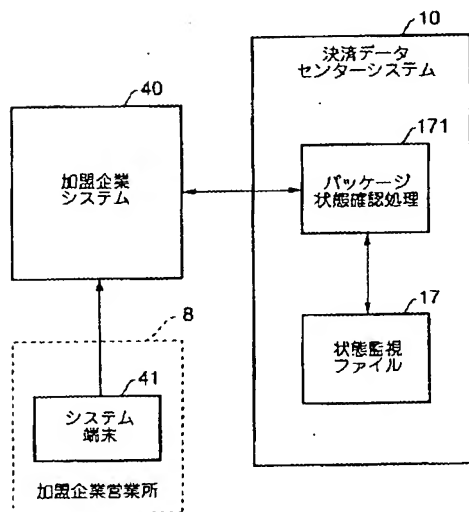 10
決済データ
センターシステム
40
加盟企業
システム
171
パッケージ
状態確認処理
17
状態監視
ファイル
8
41
システム
端末
加盟企業営業所